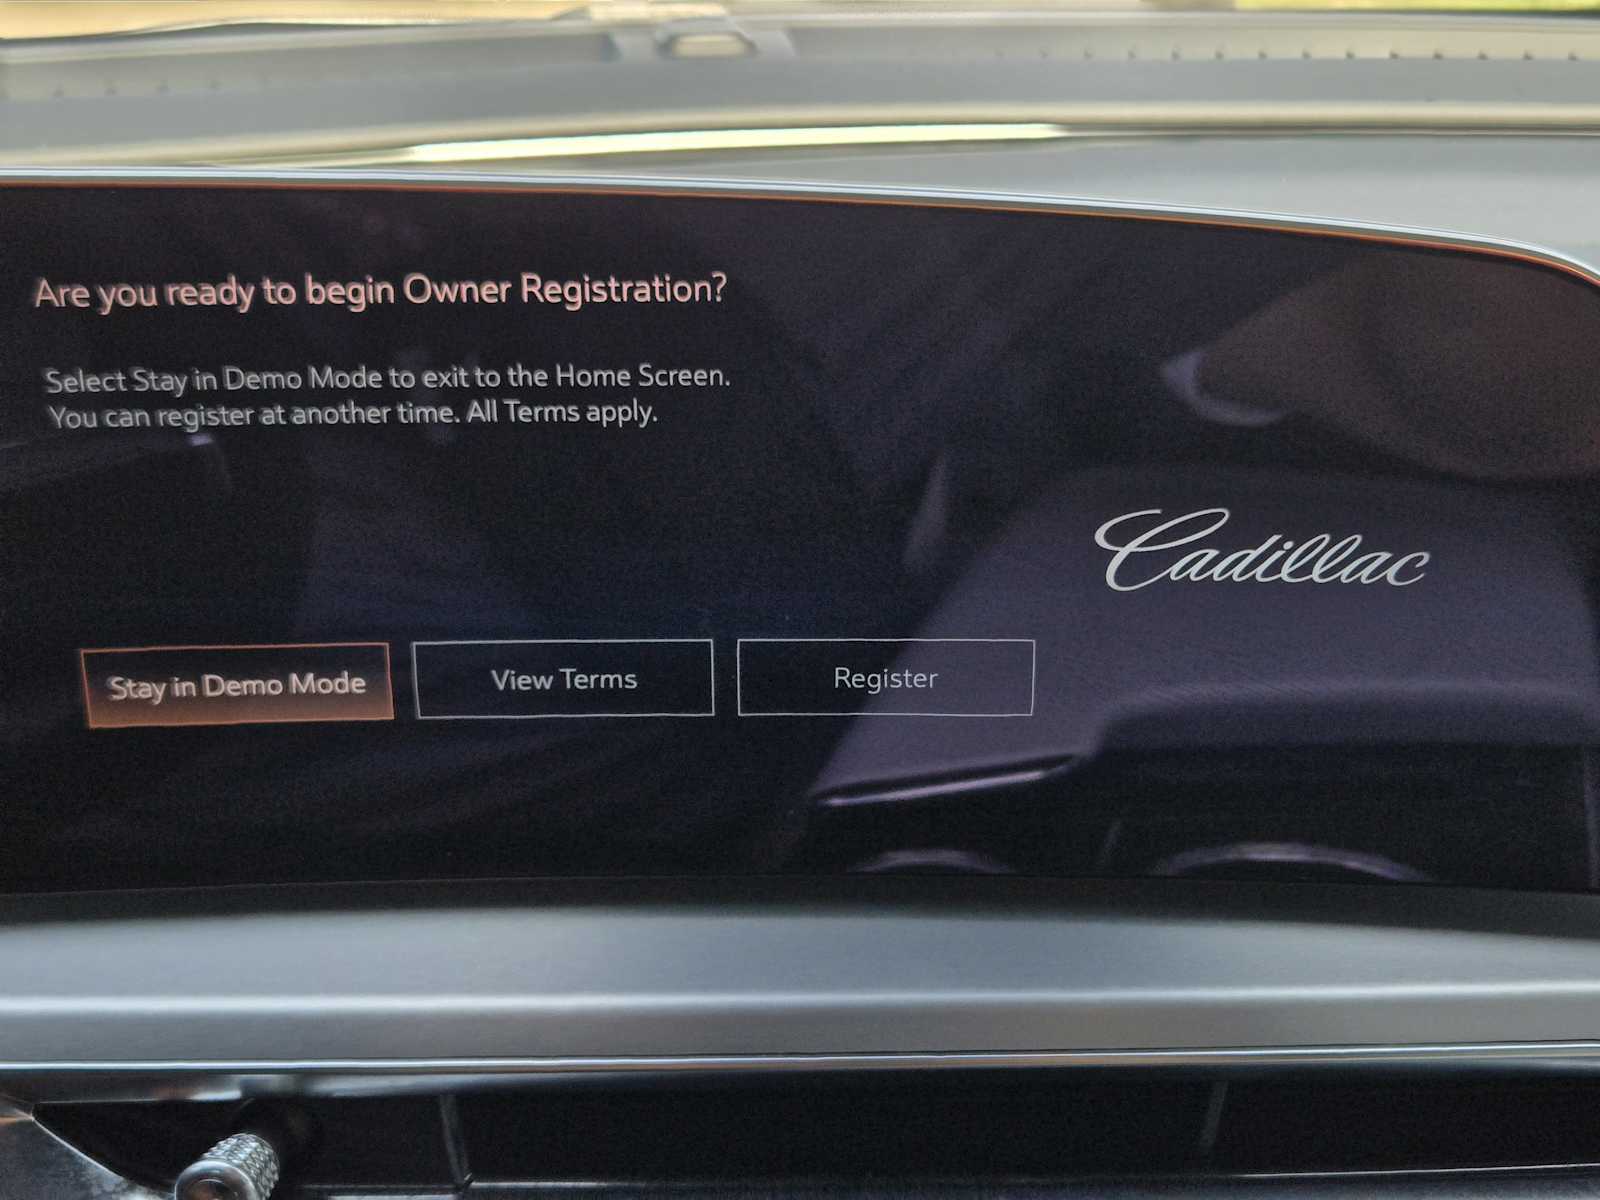 Are you ready to begin Owner Registration?
Select Stay in Demo Mode to exit to the Home Screen.
You can register at another time. All Terms apply.
Cadillac
Stay in Demo Mode
View Terms
Register